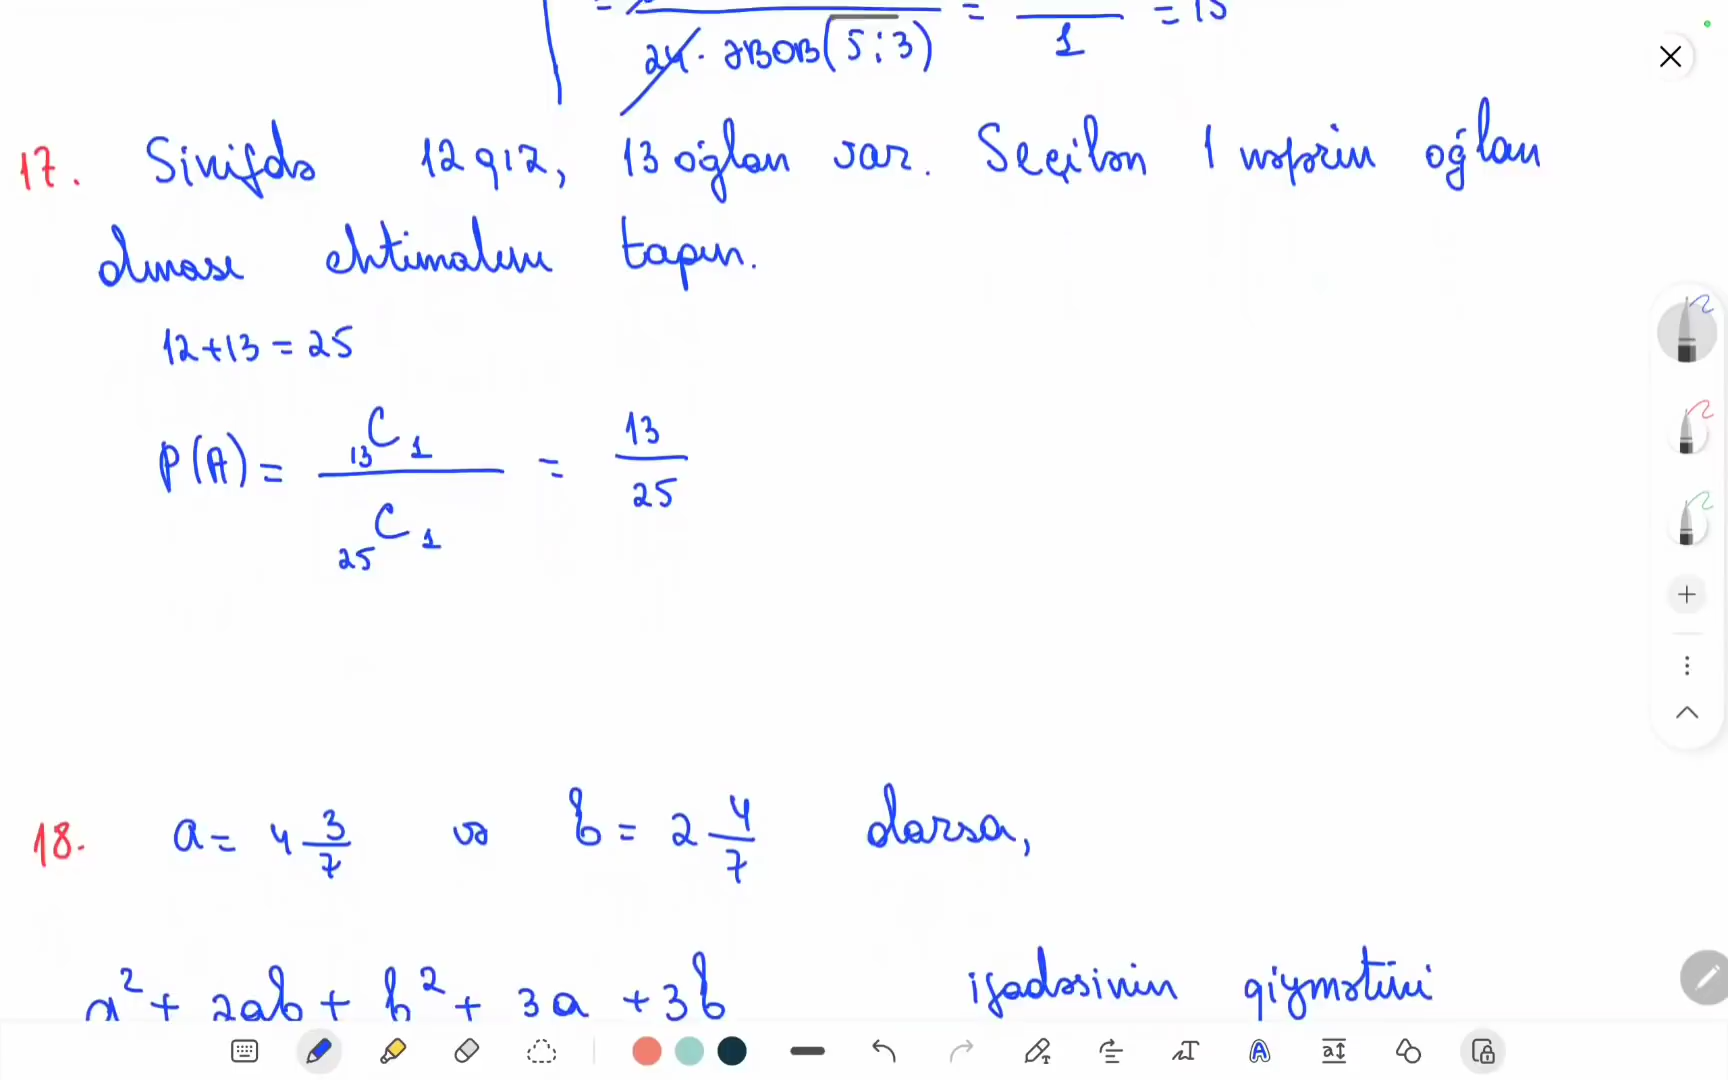 = 24 · ƏBOB(5;3) = 1 = 15
17. Sinifdə 12 qız, 13 oğlan var. Seçilən 1 nəfərin oğlan
olması ehtimalını tapın.
12+13 = 25
P(A) = 13C1 / 25C1 = 13/25
18. a = 4 3/7 və b = 2 4/7 olarsa,
a² + 2ab + b² + 3a + 3b ifadəsinin qiymətini